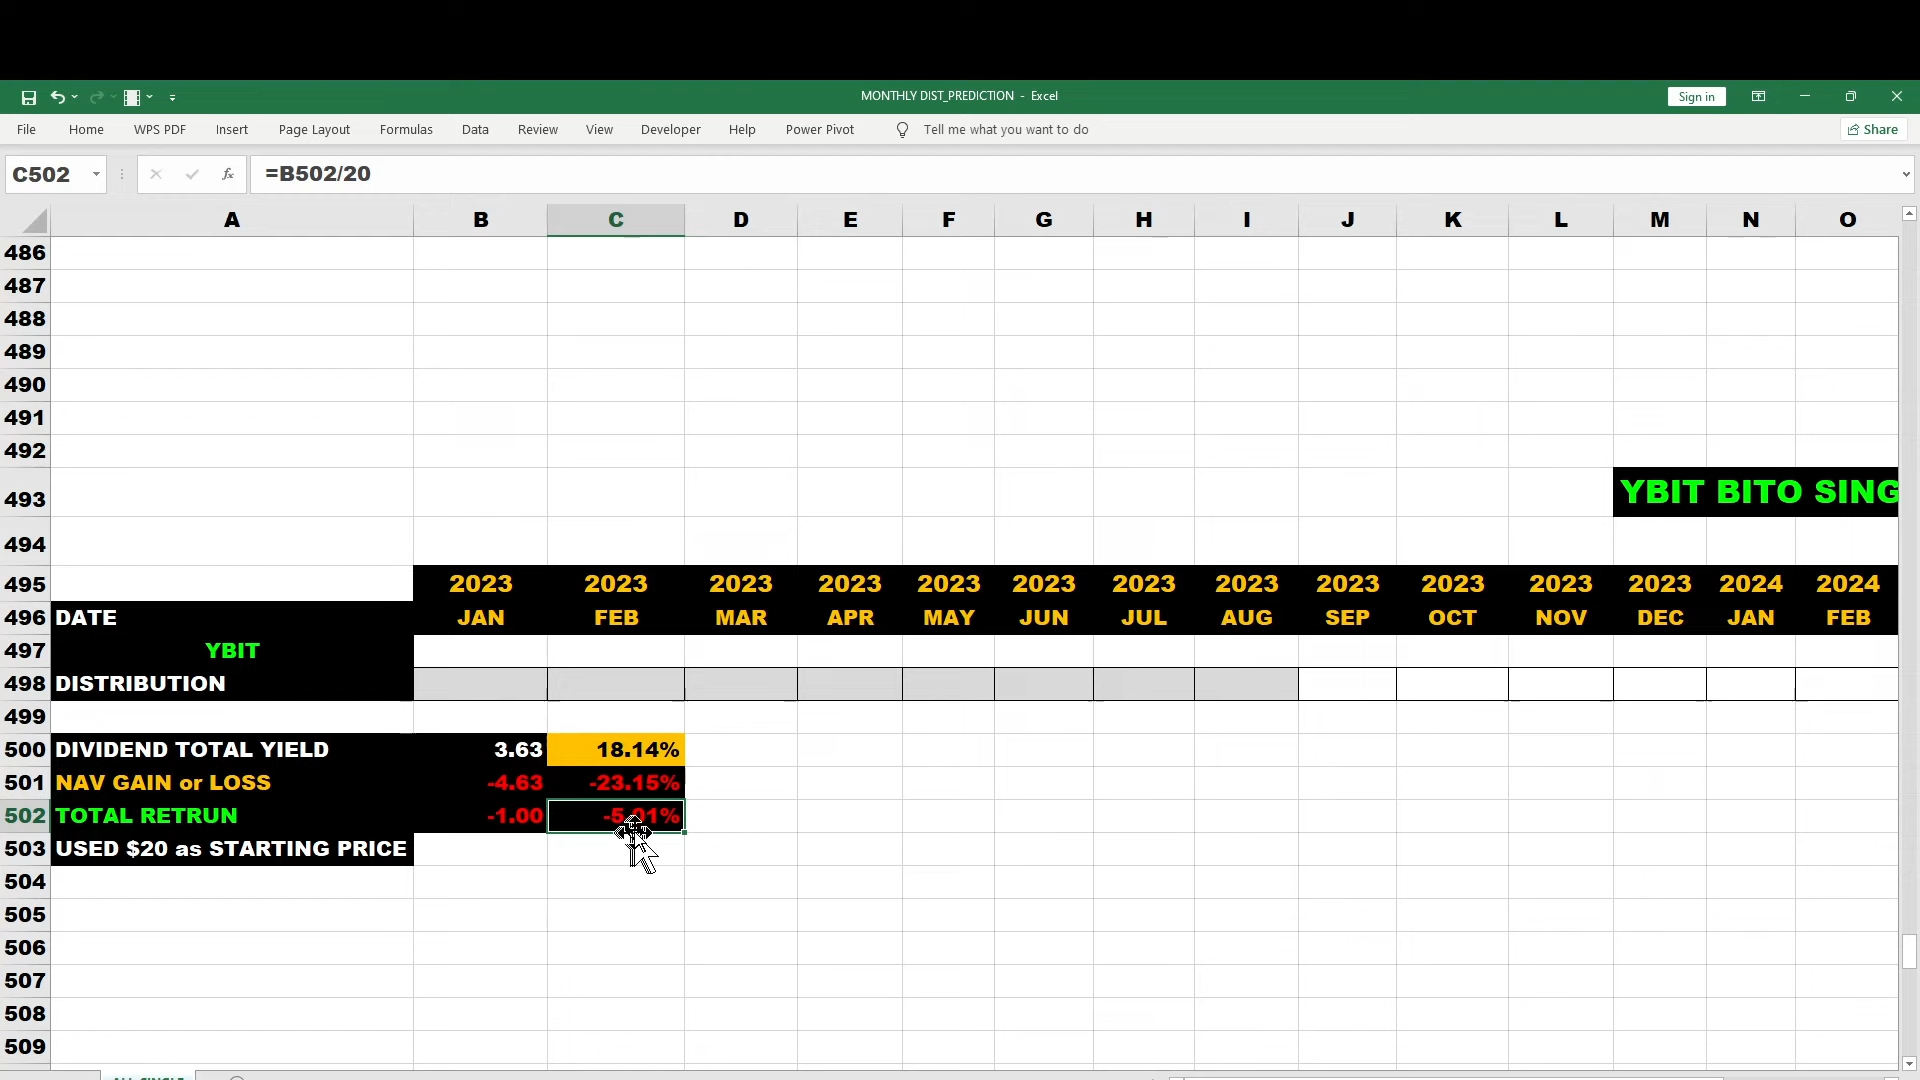 MONTHLY DIST_PREDICTION - Excel
Sign in
File Home WPS PDF Insert Page Layout Formulas Data Review View Developer Help Power Pivot Tell me what you want to do Share
C502 fx =B502/20
A B C D E F G H I J K L M N O
486
487
488
489
490
491
492
493 YBIT BITO SING
494
495 2023 2023 2023 2023 2023 2023 2023 2023 2023 2023 2023 2023 2024 2024
496 DATE JAN FEB MAR APR MAY JUN JUL AUG SEP OCT NOV DEC JAN FEB
497 YBIT
498 DISTRIBUTION
499
500 DIVIDEND TOTAL YIELD 3.63 18.14%
501 NAV GAIN or LOSS -4.63 -23.15%
502 TOTAL RETRUN -1.00 -5.01%
503 USED $20 as STARTING PRICE
504
505
506
507
508
509